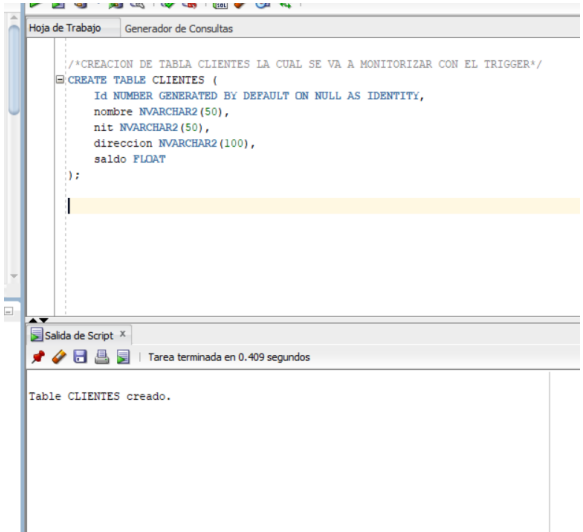 Hoja de Trabajo Generador de Consultas
/*CREACION DE TABLA CLIENTES LA CUAL SE VA A MONITORIZAR CON EL TRIGGER*/
CREATE TABLE CLIENTES (
Id NUMBER GENERATED BY DEFAULT ON NULL AS IDENTITY,
nombre NVARCHAR2(50),
nit NVARCHAR2(50),
direccion NVARCHAR2(100),
saldo FLOAT
);
Salida de Script
Tarea terminada en 0.409 segundos
Table CLIENTES creado.